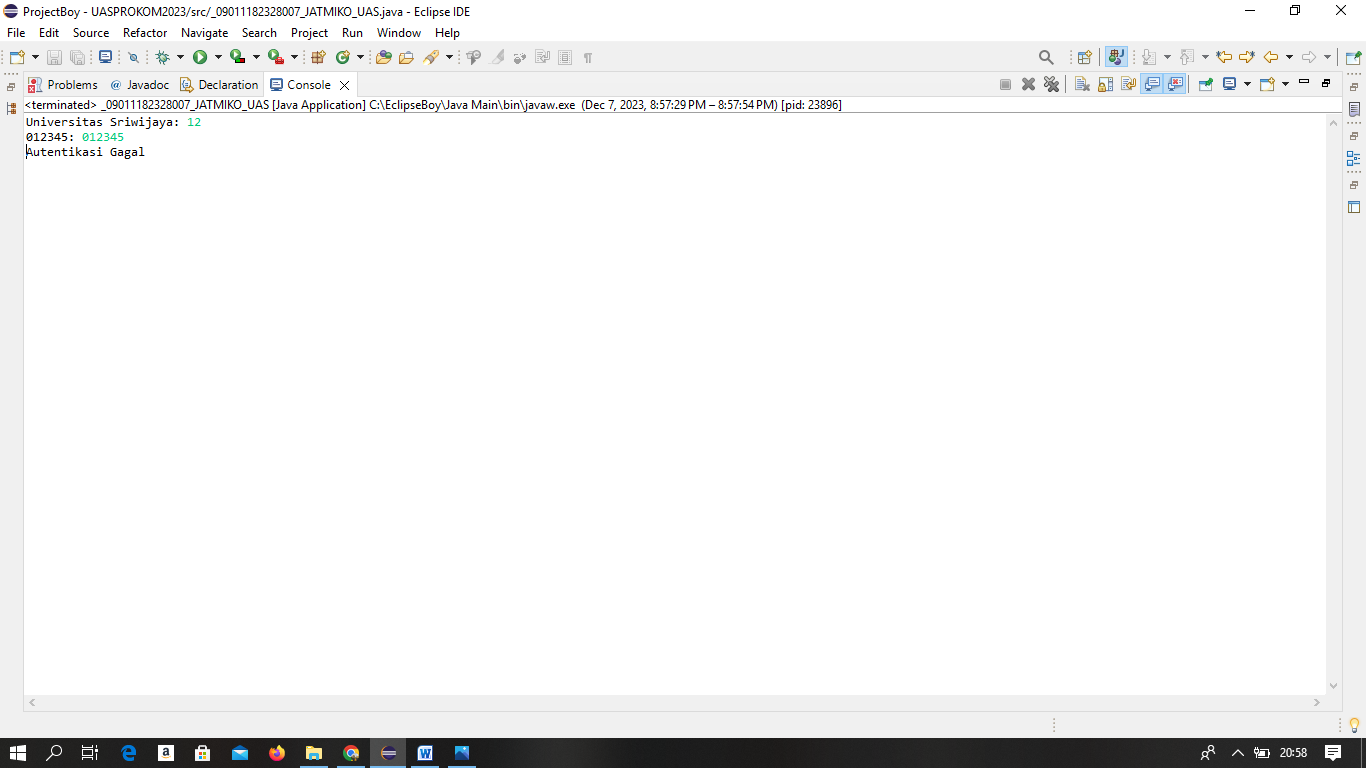 ProjectBoy - UASPROKOM2023/src/_09011182328007_JATMIKO_UAS.java - Eclipse IDE
File Edit Source Refactor Navigate Search Project Run Window Help
Problems @ Javadoc Declaration Console
<terminated> _09011182328007_JATMIKO_UAS [Java Application] C:\EclipseBoy\Java Main\bin\javaw.exe (Dec 7, 2023, 8:57:29 PM – 8:57:54 PM) [pid: 23896]
Universitas Sriwijaya: 12
012345: 012345
Autentikasi Gagal
20:58